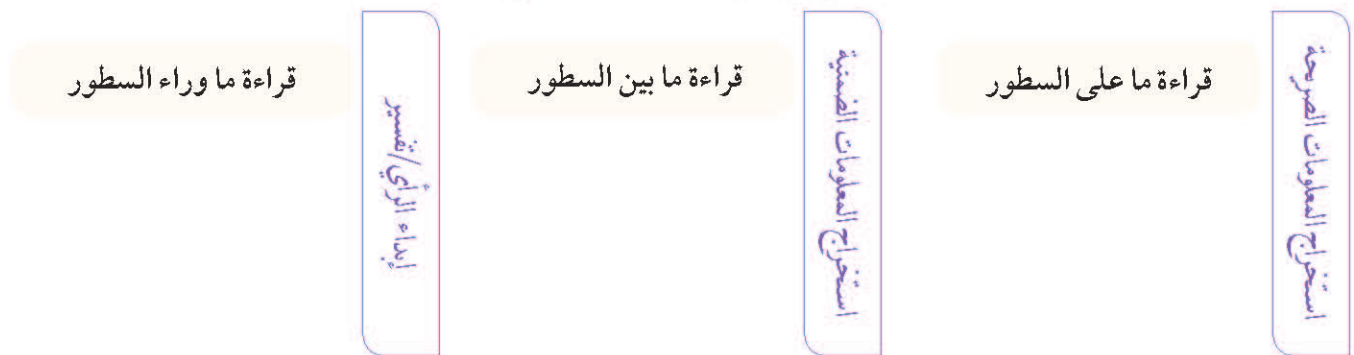 استخراج المعلومات الصريحة
قراءة ما على السطور
استخراج المعلومات الضمنية
قراءة ما بين السطور
إبداء الرأي/تفسير
قراءة ما وراء السطور